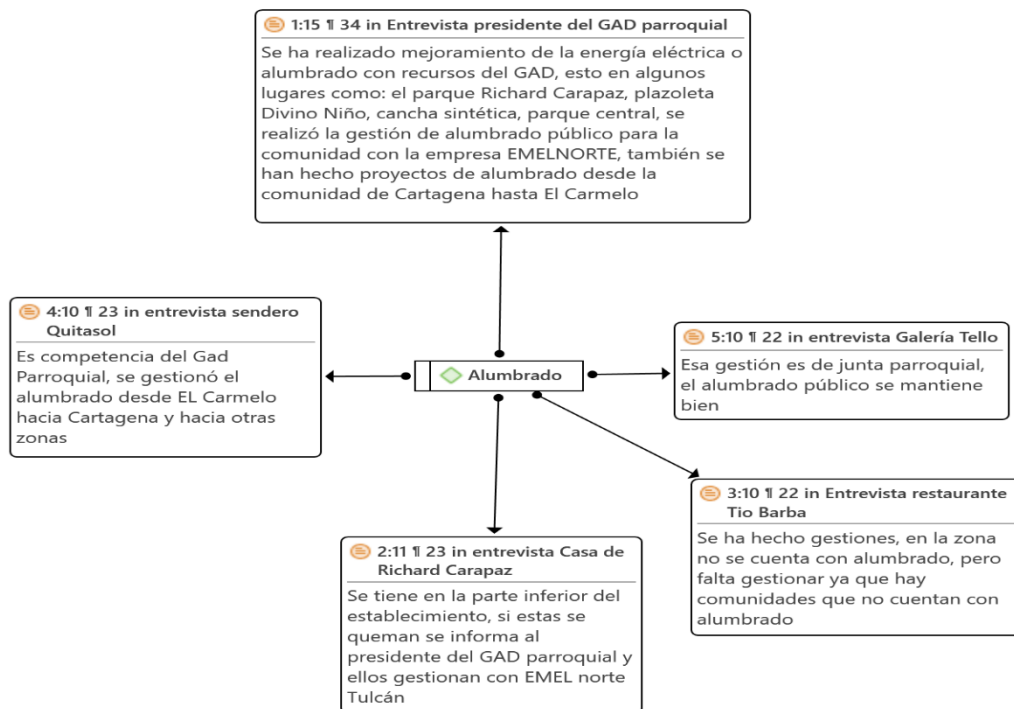 1:15 ¶ 34 in Entrevista presidente del GAD parroquial
Se ha realizado mejoramiento de la energía eléctrica o
alumbrado con recursos del GAD, esto en algunos
lugares como: el parque Richard Carapaz, plazoleta
Divino Niño, cancha sintética, parque central, se
realizó la gestión de alumbrado público para la
comunidad con la empresa EMELNORTE, también se
han hecho proyectos de alumbrado desde la
comunidad de Cartagena hasta El Carmelo
4:10 ¶ 23 in entrevista sendero
Quitasol
Es competencia del Gad
Parroquial, se gestionó el
alumbrado desde EL Carmelo
hacia Cartagena y hacia otras
zonas
Alumbrado
5:10 ¶ 22 in entrevista Galería Tello
Esa gestión es de junta parroquial,
el alumbrado público se mantiene
bien
3:10 ¶ 22 in Entrevista restaurante
Tio Barba
Se ha hecho gestiones, en la zona
no se cuenta con alumbrado, pero
falta gestionar ya que hay
comunidades que no cuentan con
alumbrado
2:11 ¶ 23 in entrevista Casa de
Richard Carapaz
Se tiene en la parte inferior del
establecimiento, si estas se
queman se informa al
presidente del GAD parroquial y
ellos gestionan con EMEL norte
Tulcán